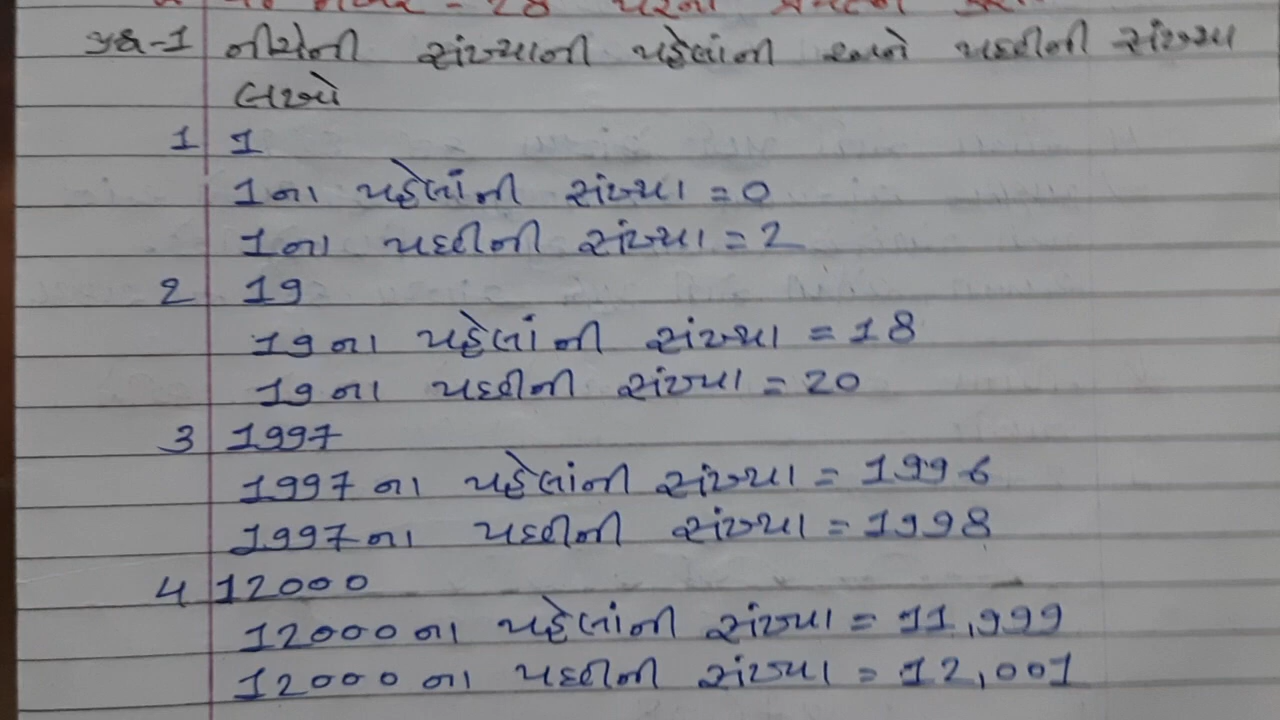 પ્રશ્ન-1 નીચેની સંખ્યાની પહેલાંની અને પછીની સંખ્યા
લખો
1 1
1ના પહેલાંની સંખ્યા = 0
1ના પછીની સંખ્યા = 2
2 19
19ના પહેલાંની સંખ્યા = 18
19ના પછીની સંખ્યા = 20
3 1997
1997ના પહેલાંની સંખ્યા = 1996
1997ના પછીની સંખ્યા = 1998
4 12000
12000ના પહેલાંની સંખ્યા = 11,999
12000ના પછીની સંખ્યા = 12,001